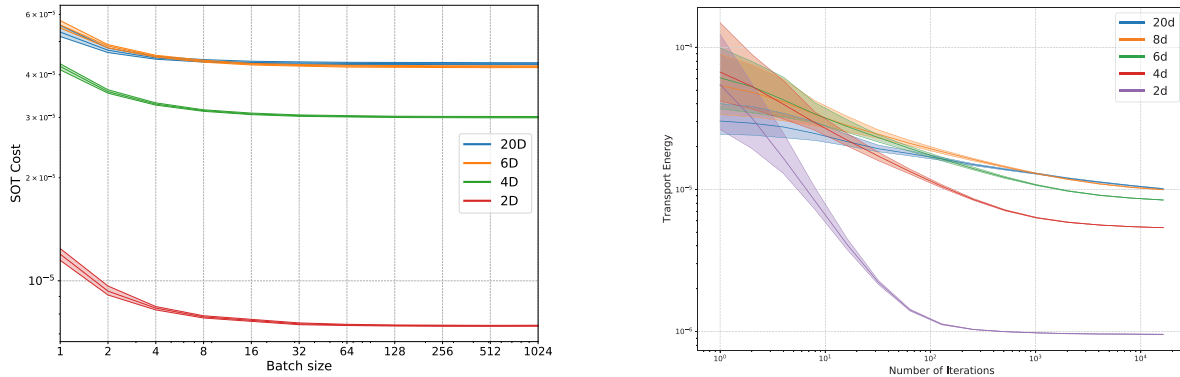 6 × 10⁻⁵
4 × 10⁻⁵
3 × 10⁻⁵
2 × 10⁻⁵
10⁻⁵
SOT Cost
20D
6D
4D
2D
1 2 4 8 16 32 64 128 256 512 1024
Batch size
10⁻⁴
10⁻⁵
10⁻⁶
Transport Energy
20d
8d
6d
4d
2d
10⁰ 10¹ 10² 10³ 10⁴
Number of Iterations